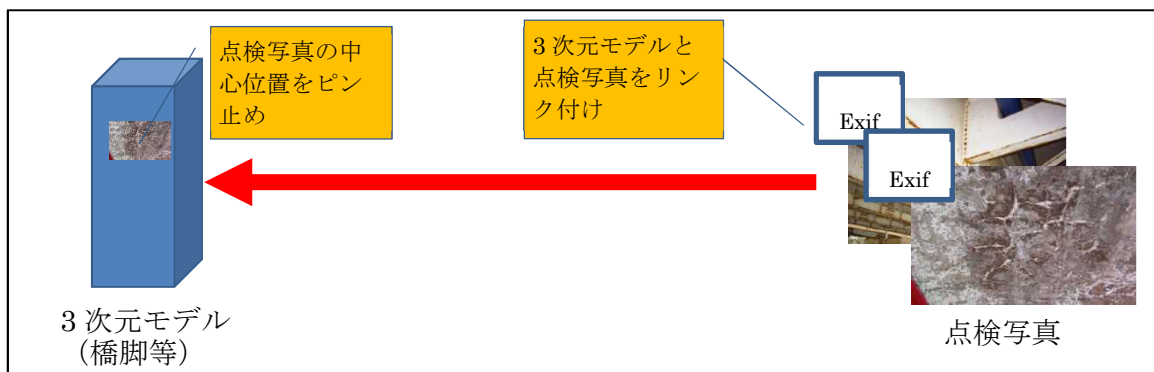 点検写真の中
心位置をピン
止め
3 次元モデルと
点検写真をリン
ク付け
Exif
Exif
3 次元モデル
（橋脚等）
点検写真